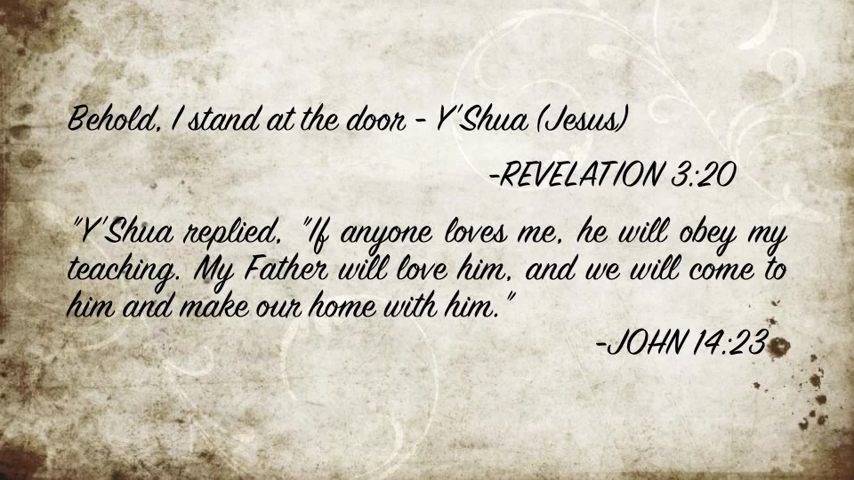 Behold, I stand at the door - Y'Shua (Jesus)
-REVELATION 3:20
"Y'Shua replied, "If anyone loves me, he will obey my
teaching. My Father will love him, and we will come to
him and make our home with him."
-JOHN 14:23